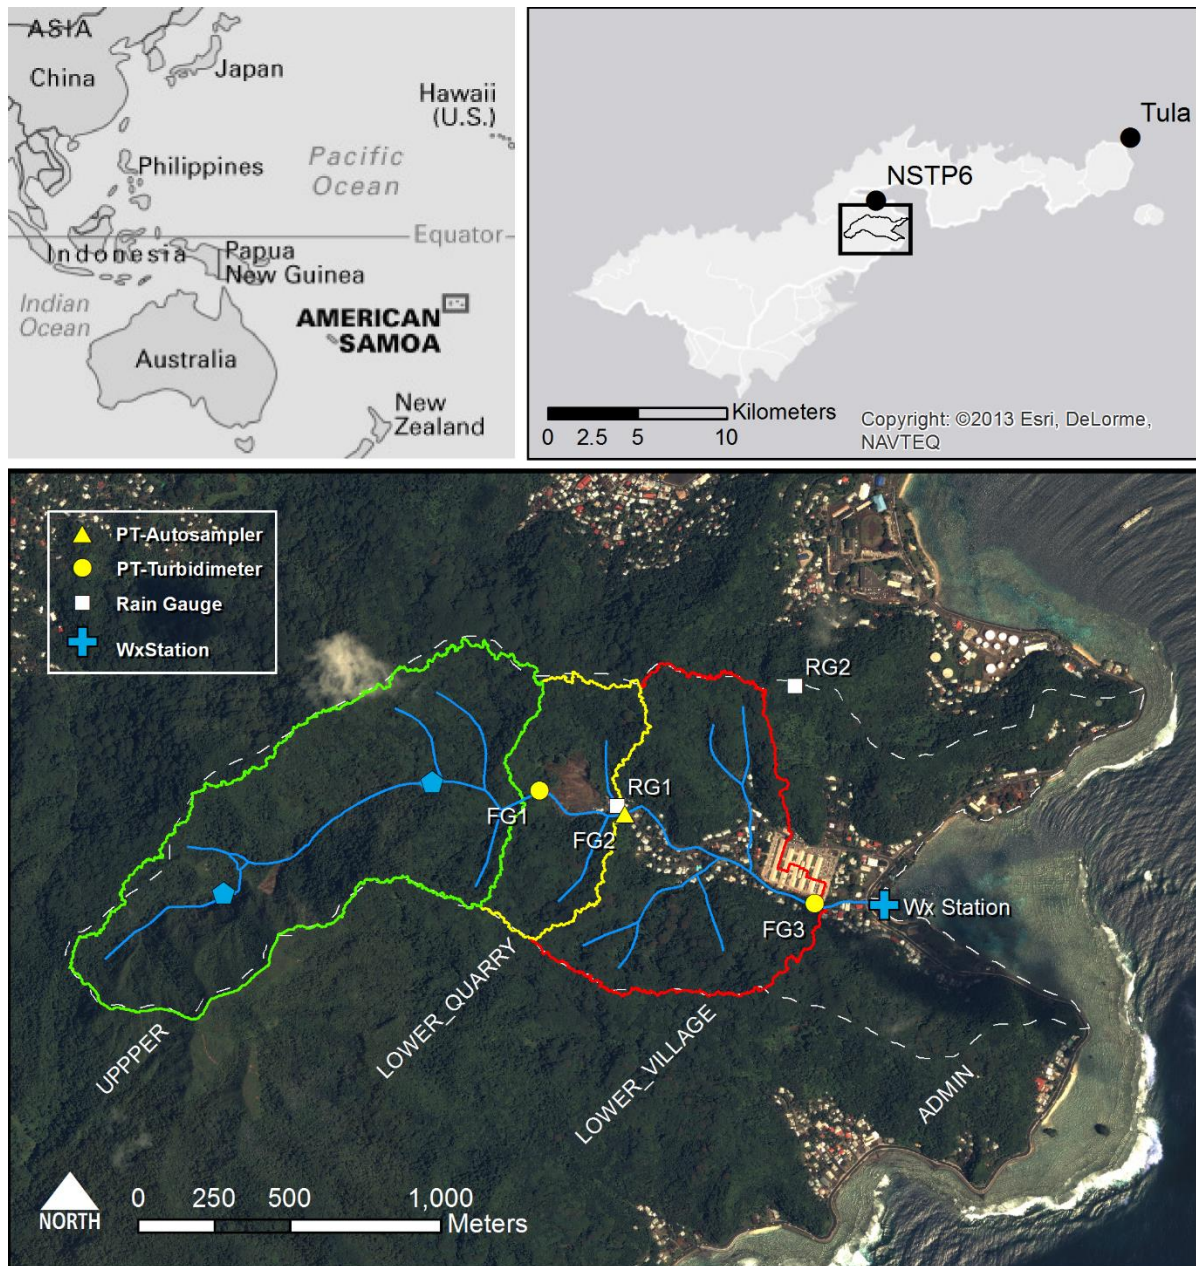 ASIA
China
Japan
Hawaii
(U.S.)
Philippines
Pacific
Ocean
Equator
Indonesia
Papua
New Guinea
Indian
Ocean
AMERICAN
SAMOA
Australia
New
Zealand
Tula
NSTP6
Kilometers
0 2.5 5 10
Copyright: ©2013 Esri, DeLorme,
NAVTEQ
PT-Autosampler
PT-Turbidimeter
Rain Gauge
WxStation
RG2
RG1
FG1
FG2
FG3
Wx Station
UPPPER
LOWER_QUARRY
LOWER_VILLAGE
ADMIN
NORTH
0 250 500 1,000
Meters